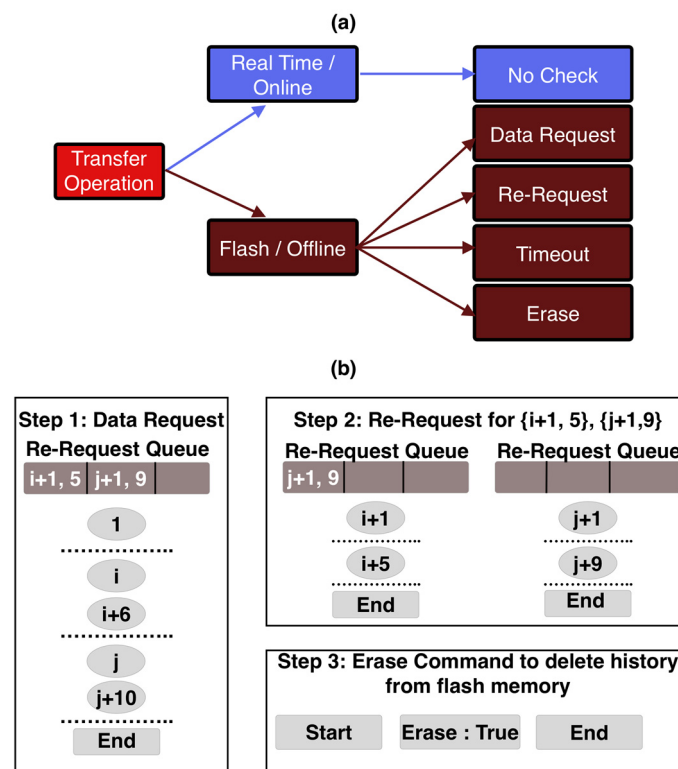 (a)
Real Time /
Online
No Check
Transfer
Operation
Data Request
Re-Request
Flash / Offline
Timeout
Erase
(b)
Step 1: Data Request
Re-Request Queue
i+1, 5
j+1, 9
1
i
i+6
j
j+10
End
Step 2: Re-Request for {i+1, 5}, {j+1,9}
Re-Request Queue
j+1, 9
i+1
i+5
End
Re-Request Queue
j+1
j+9
End
Step 3: Erase Command to delete history
from flash memory
Start
Erase : True
End